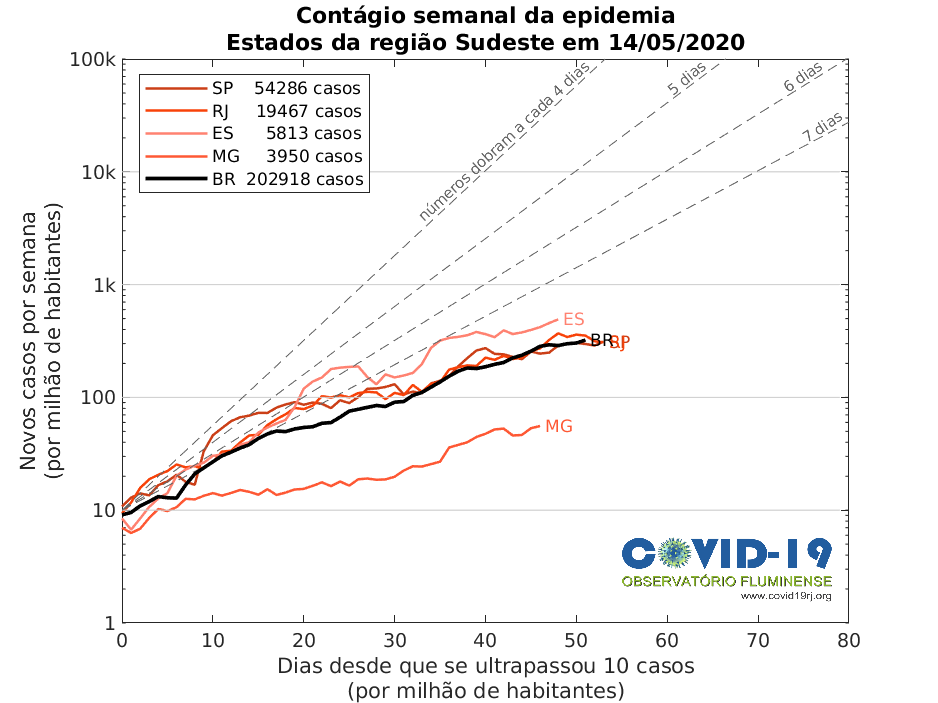 Contágio semanal da epidemia
Estados da região Sudeste em 14/05/2020
Novos casos por semana
(por milhão de habitantes)
100k
10k
1k
100
10
1
SP 54286 casos
RJ 19467 casos
ES 5813 casos
MG 3950 casos
BR 202918 casos
números dobram a cada 4 dias
5 dias
6 dias
7 dias
ES
BR
RJ
SP
MG
COVID-19
OBSERVATÓRIO FLUMINENSE
www.covid19rj.org
0 10 20 30 40 50 60 70 80
Dias desde que se ultrapassou 10 casos
(por milhão de habitantes)